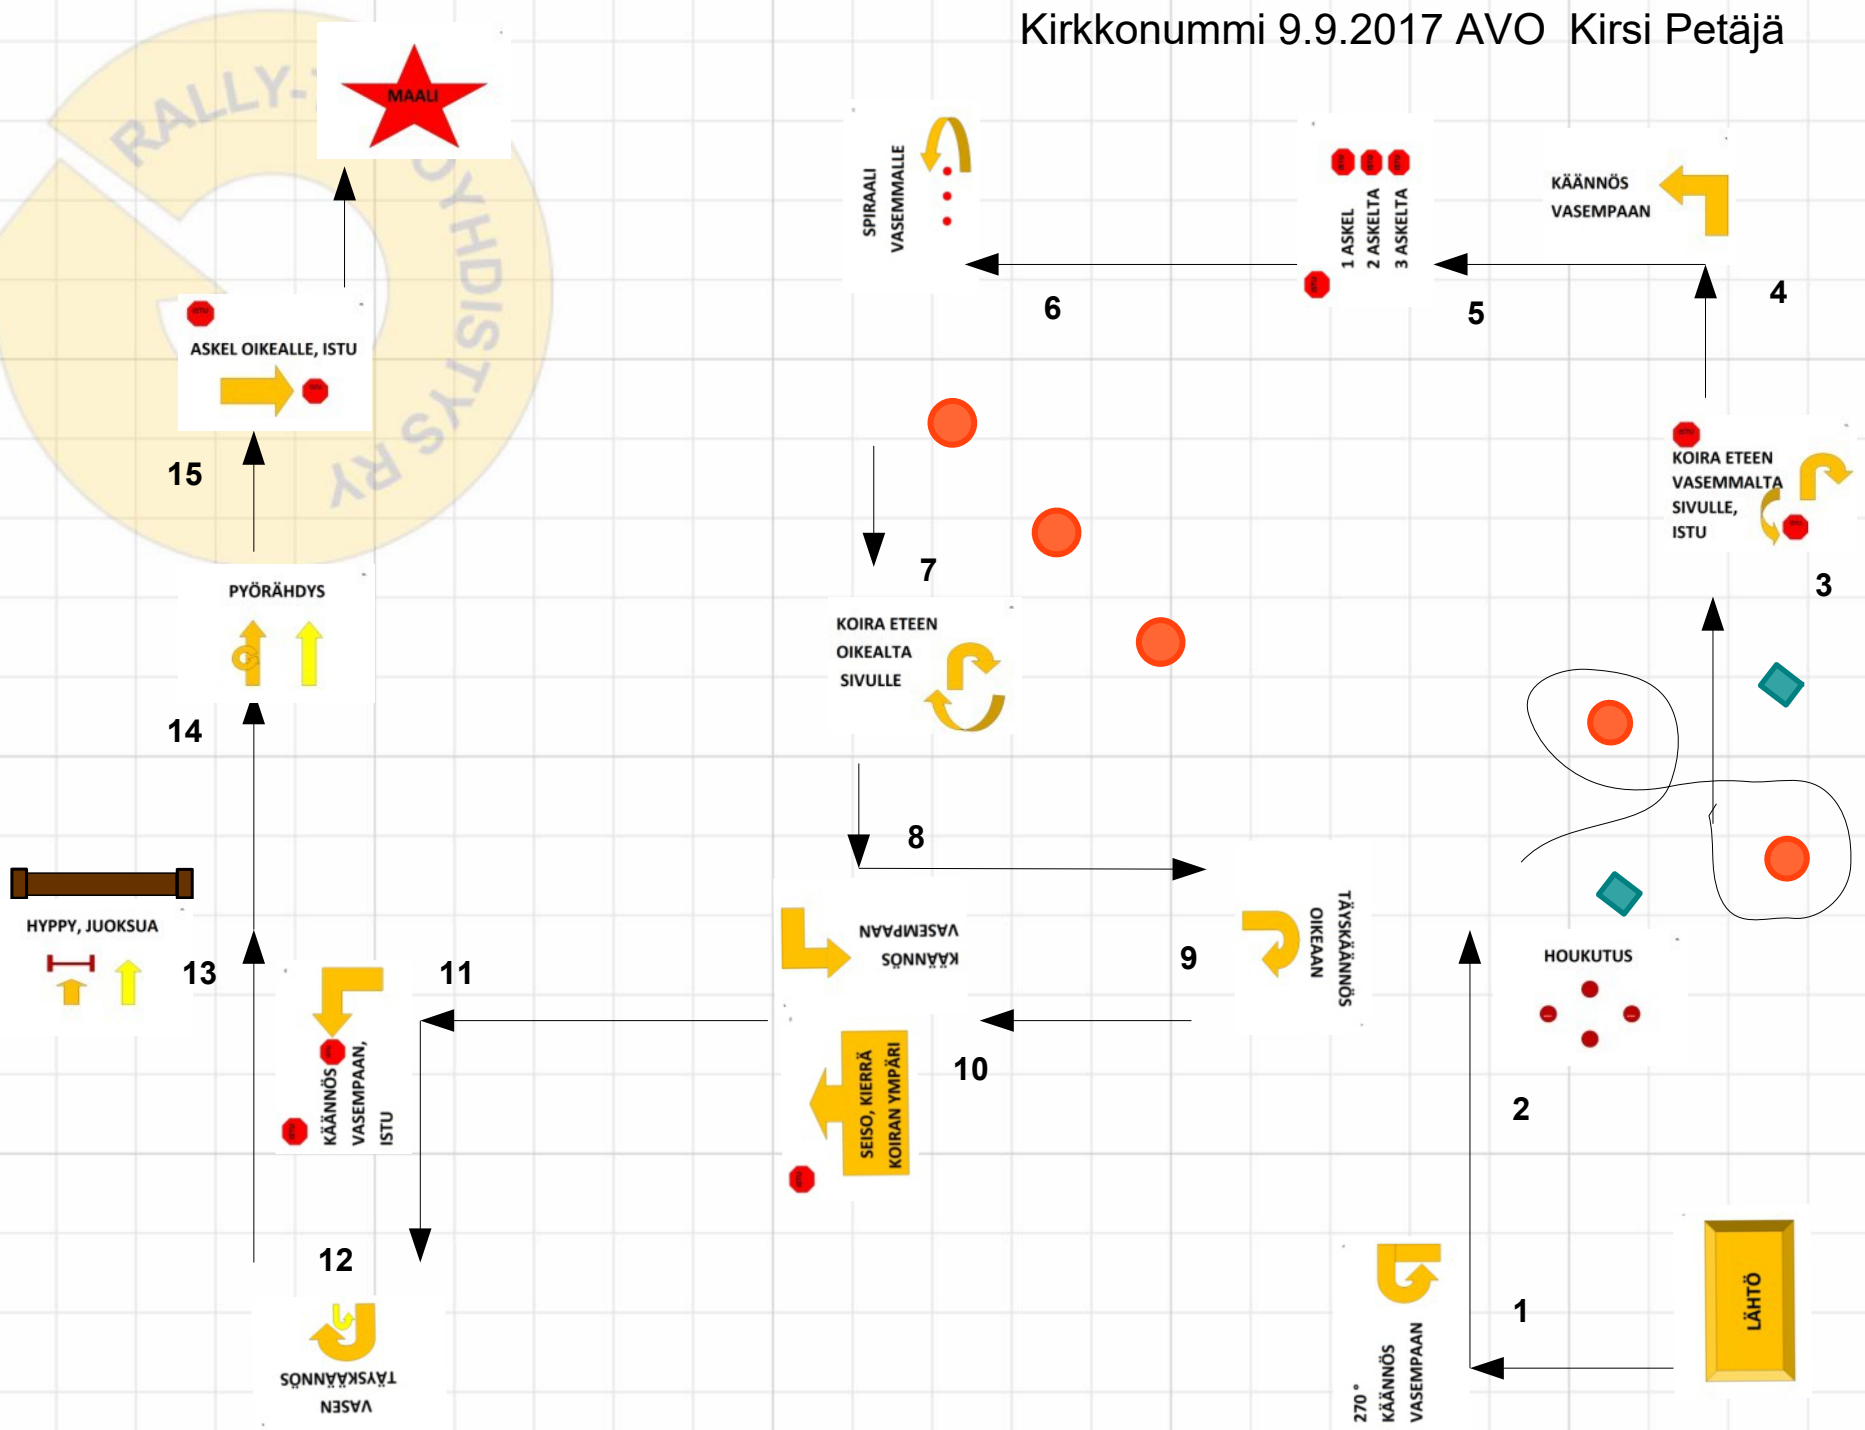 Kirkkonummi 9.9.2017 AVO  Kirsi Petäjä
RALLY-T
OYHDISTYS RY
MAALI
SPIRAALI
VASEMMALLE
1 ASKEL
2 ASKELTA
3 ASKELTA
KÄÄNNÖS
VASEMPAAN
4
5
6
ASKEL OIKEALLE, ISTU
15
KOIRA ETEEN
VASEMMALTA
SIVULLE,
ISTU
3
7
PYÖRÄHDYS
14
KOIRA ETEEN
OIKEALTA
SIVULLE
8
HYPPY, JUOKSUA
13
KÄÄNNÖS
VASEMPAAN,
ISTU
11
KÄÄNNÖS
VASEMPAAN
9
TÄYSKÄÄNNÖS
OIKEAAN
HOUKUTUS
2
SEISO, KIERRÄ
KOIRAN YMPÄRI
10
12
VASEN
TÄYSKÄÄNNÖS
270°
KÄÄNNÖS
VASEMPAAN
1
LÄHTÖ